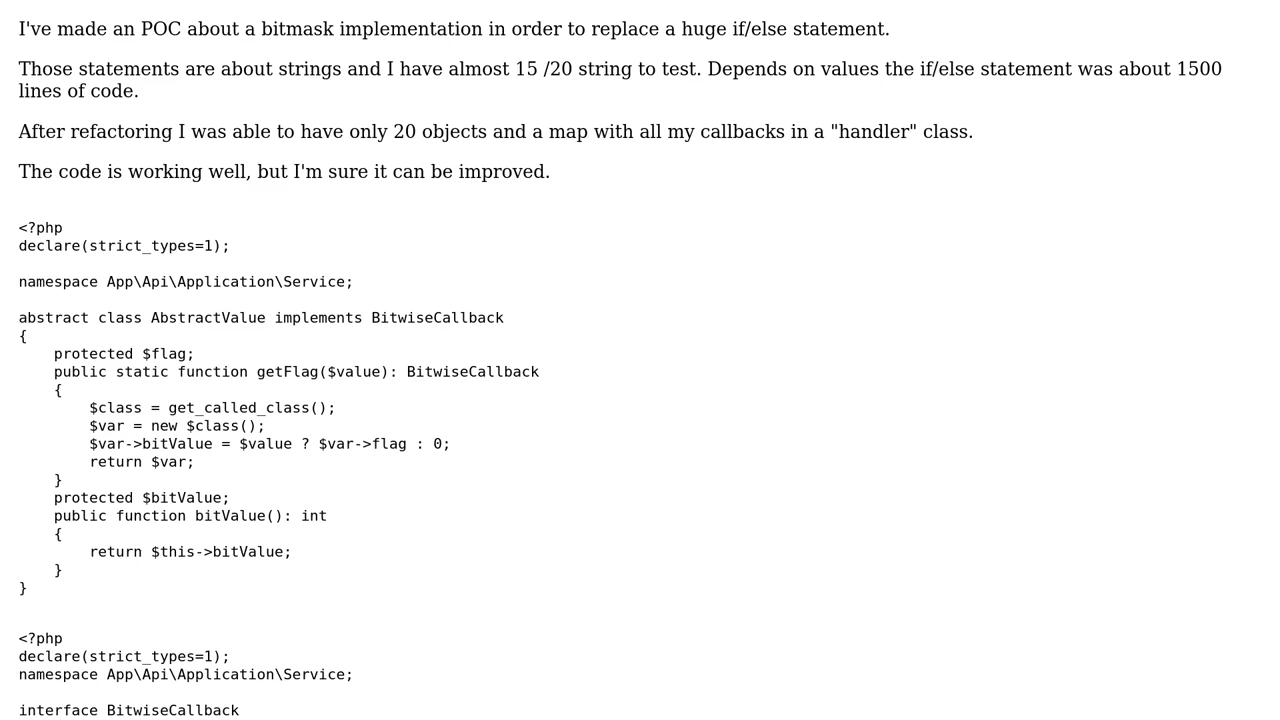 I've made an POC about a bitmask implementation in order to replace a huge if/else statement.
Those statements are about strings and I have almost 15 /20 string to test. Depends on values the if/else statement was about 1500
lines of code.
After refactoring I was able to have only 20 objects and a map with all my callbacks in a "handler" class.
The code is working well, but I'm sure it can be improved.
<?php
declare(strict_types=1);
namespace App\Api\Application\Service;
abstract class AbstractValue implements BitwiseCallback
{
    protected $flag;
    public static function getFlag($value): BitwiseCallback
    {
        $class = get_called_class();
        $var = new $class();
        $var->bitValue = $value ? $var->flag : 0;
        return $var;
    }
    protected $bitValue;
    public function bitValue(): int
    {
        return $this->bitValue;
    }
}
<?php
declare(strict_types=1);
namespace App\Api\Application\Service;
interface BitwiseCallback